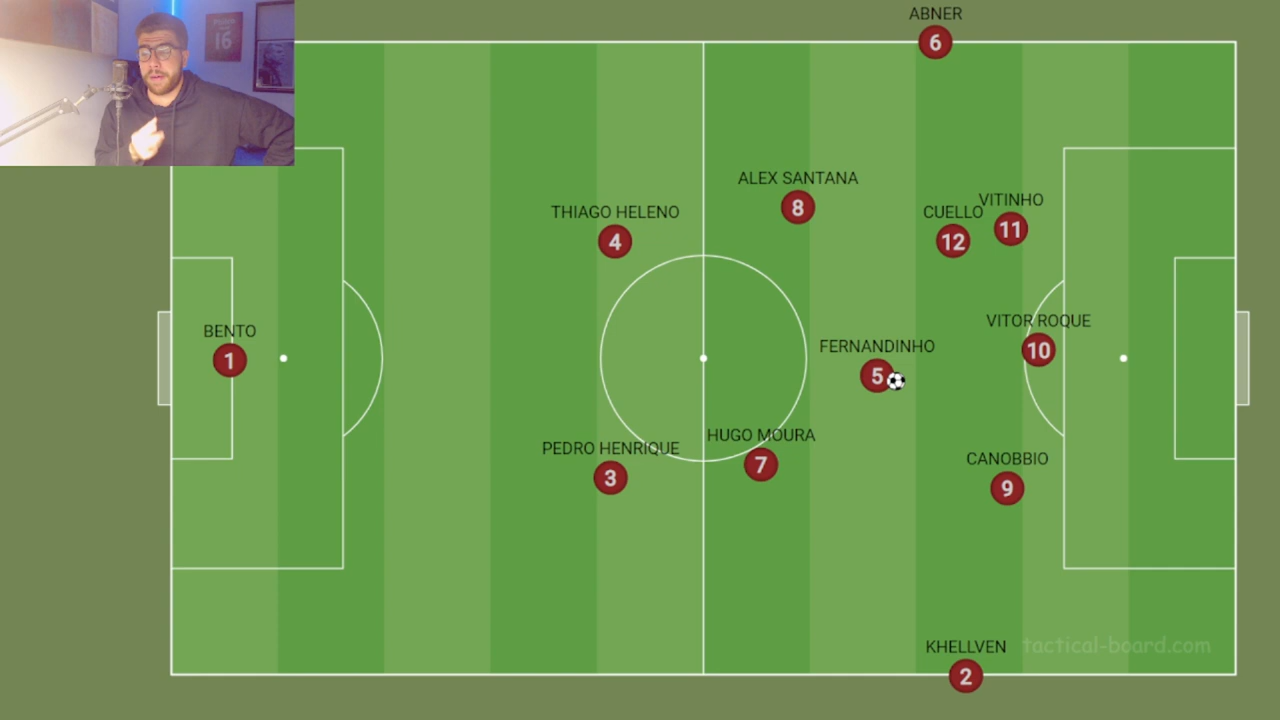 ABNER
6
16
ALEX SANTANA
8
THIAGO HELENO
4
VITINHO
11
CUELLO
12
BENTO
1
VITOR ROQUE
10
FERNANDINHO
5
HUGO MOURA
7
PEDRO HENRIQUE
3
CANOBBIO
9
KHELLVEN
2
tactical-board.com